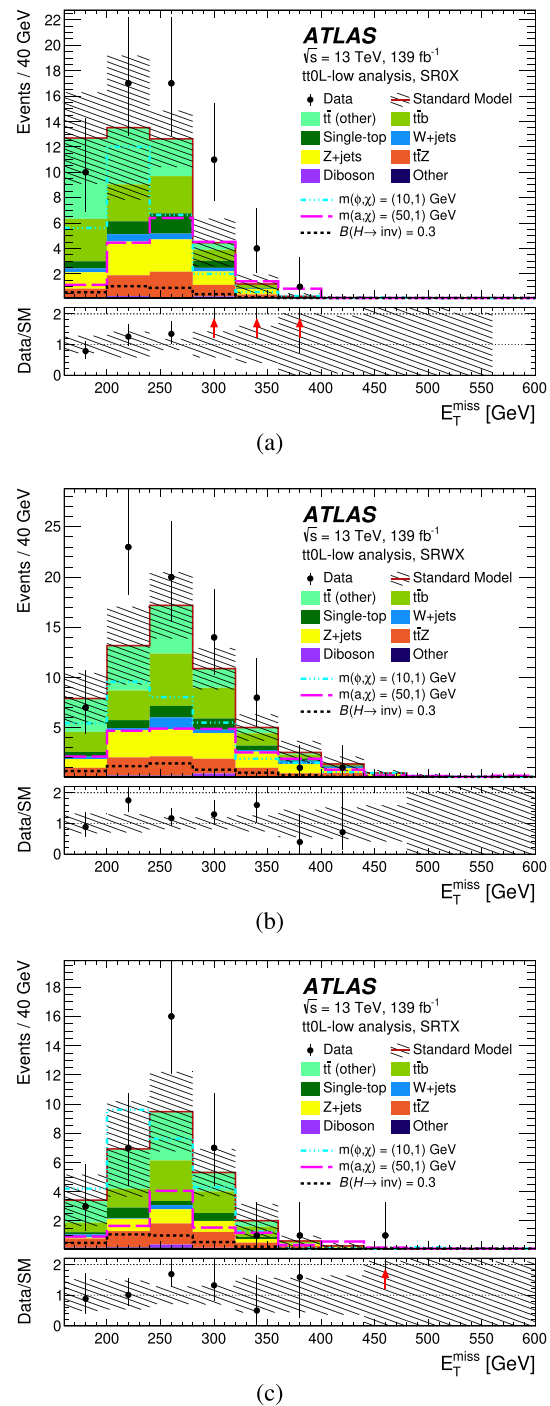 Events / 40 GeV
22
20
18
16
14
12
10
8
6
4
2
ATLAS
√s = 13 TeV, 139 fb⁻¹
tt0L-low analysis, SR0X
Data
Standard Model
tt̄ (other)
tt̄b
Single-top
W+jets
Z+jets
tt̄Z
Diboson
Other
m(ϕ,χ) = (10,1) GeV
m(a,χ) = (50,1) GeV
B(H→ inv) = 0.3
Data/SM
2
1
0
200 250 300 350 400 450 500 550 600
E_T^miss [GeV]
(a)
Events / 40 GeV
25
20
15
10
5
ATLAS
√s = 13 TeV, 139 fb⁻¹
tt0L-low analysis, SRWX
Data
Standard Model
tt̄ (other)
tt̄b
Single-top
W+jets
Z+jets
tt̄Z
Diboson
Other
m(ϕ,χ) = (10,1) GeV
m(a,χ) = (50,1) GeV
B(H→ inv) = 0.3
Data/SM
2
1
0
200 250 300 350 400 450 500 550 600
E_T^miss [GeV]
(b)
Events / 40 GeV
18
16
14
12
10
8
6
4
2
ATLAS
√s = 13 TeV, 139 fb⁻¹
tt0L-low analysis, SRTX
Data
Standard Model
tt̄ (other)
tt̄b
Single-top
W+jets
Z+jets
tt̄Z
Diboson
Other
m(ϕ,χ) = (10,1) GeV
m(a,χ) = (50,1) GeV
B(H→ inv) = 0.3
Data/SM
2
1
0
200 250 300 350 400 450 500 550 600
E_T^miss [GeV]
(c)